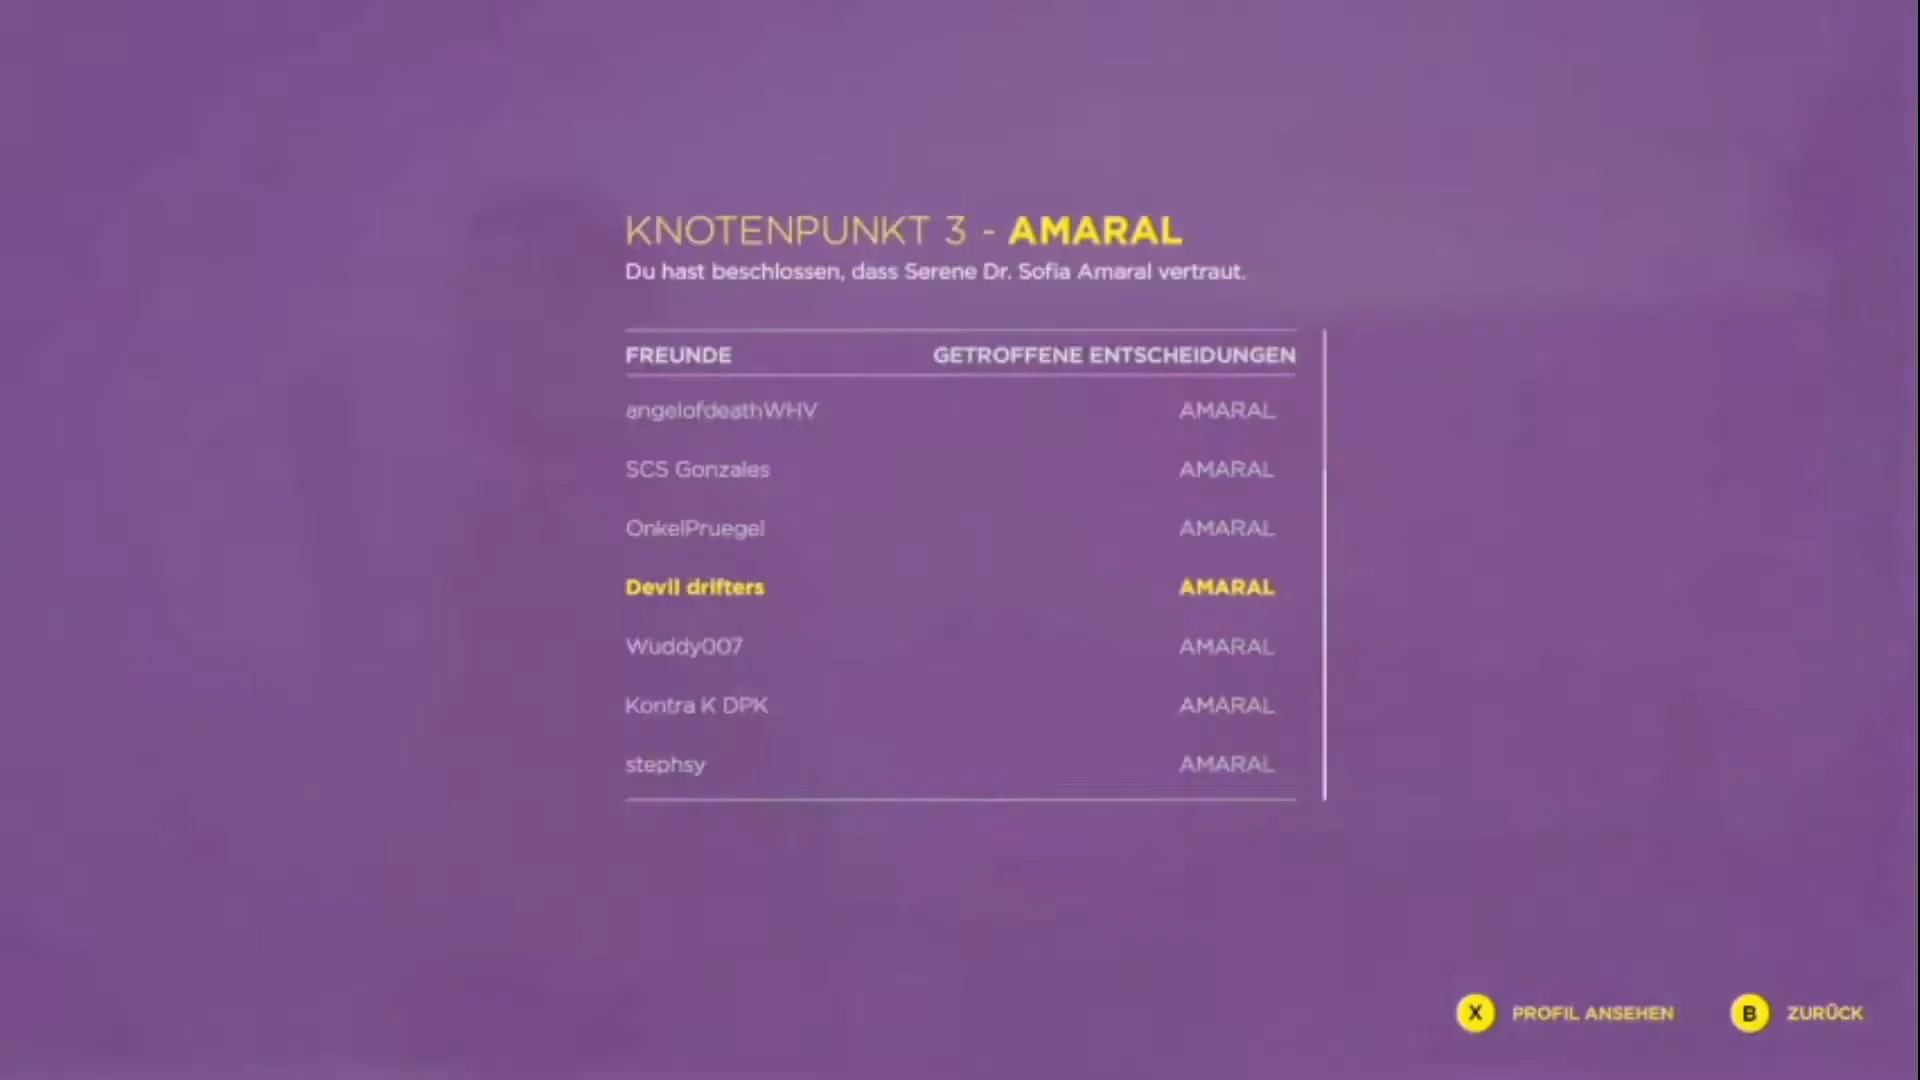 KNOTENPUNKT 3 - AMARAL
Du hast beschlossen, dass Serene Dr. Sofia Amaral vertraut.
FREUNDE GETROFFENE ENTSCHEIDUNGEN
angelofdeathWHV AMARAL
SCS Gonzales AMARAL
OnkelPruegel AMARAL
Devil drifters AMARAL
Wuddy007 AMARAL
Kontra K DPK AMARAL
stephsy AMARAL
X PROFIL ANSEHEN B ZURÜCK